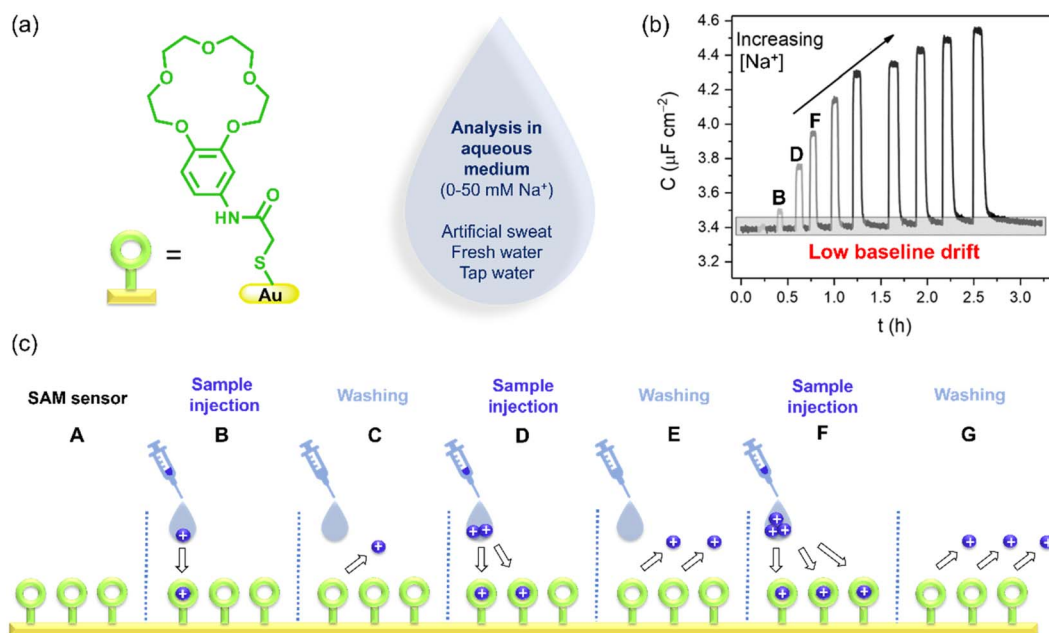 (a)
O
O
O
O
O
HN
O
S
Au
=
Analysis in
aqueous
medium
(0-50 mM Na⁺)
Artificial sweat
Fresh water
Tap water
(b)
Increasing
[Na⁺]
B
D
F
Low baseline drift
C (µF cm⁻²)
4.6
4.4
4.2
4.0
3.8
3.6
3.4
3.2
0.0 0.5 1.0 1.5 2.0 2.5 3.0
t (h)
(c)
SAM sensor
A
Sample
injection
B
Washing
C
Sample
injection
D
Washing
E
Sample
injection
F
G
+
+
+
+ +
+ +
+ +
+
+ +
+ + +
+ + +